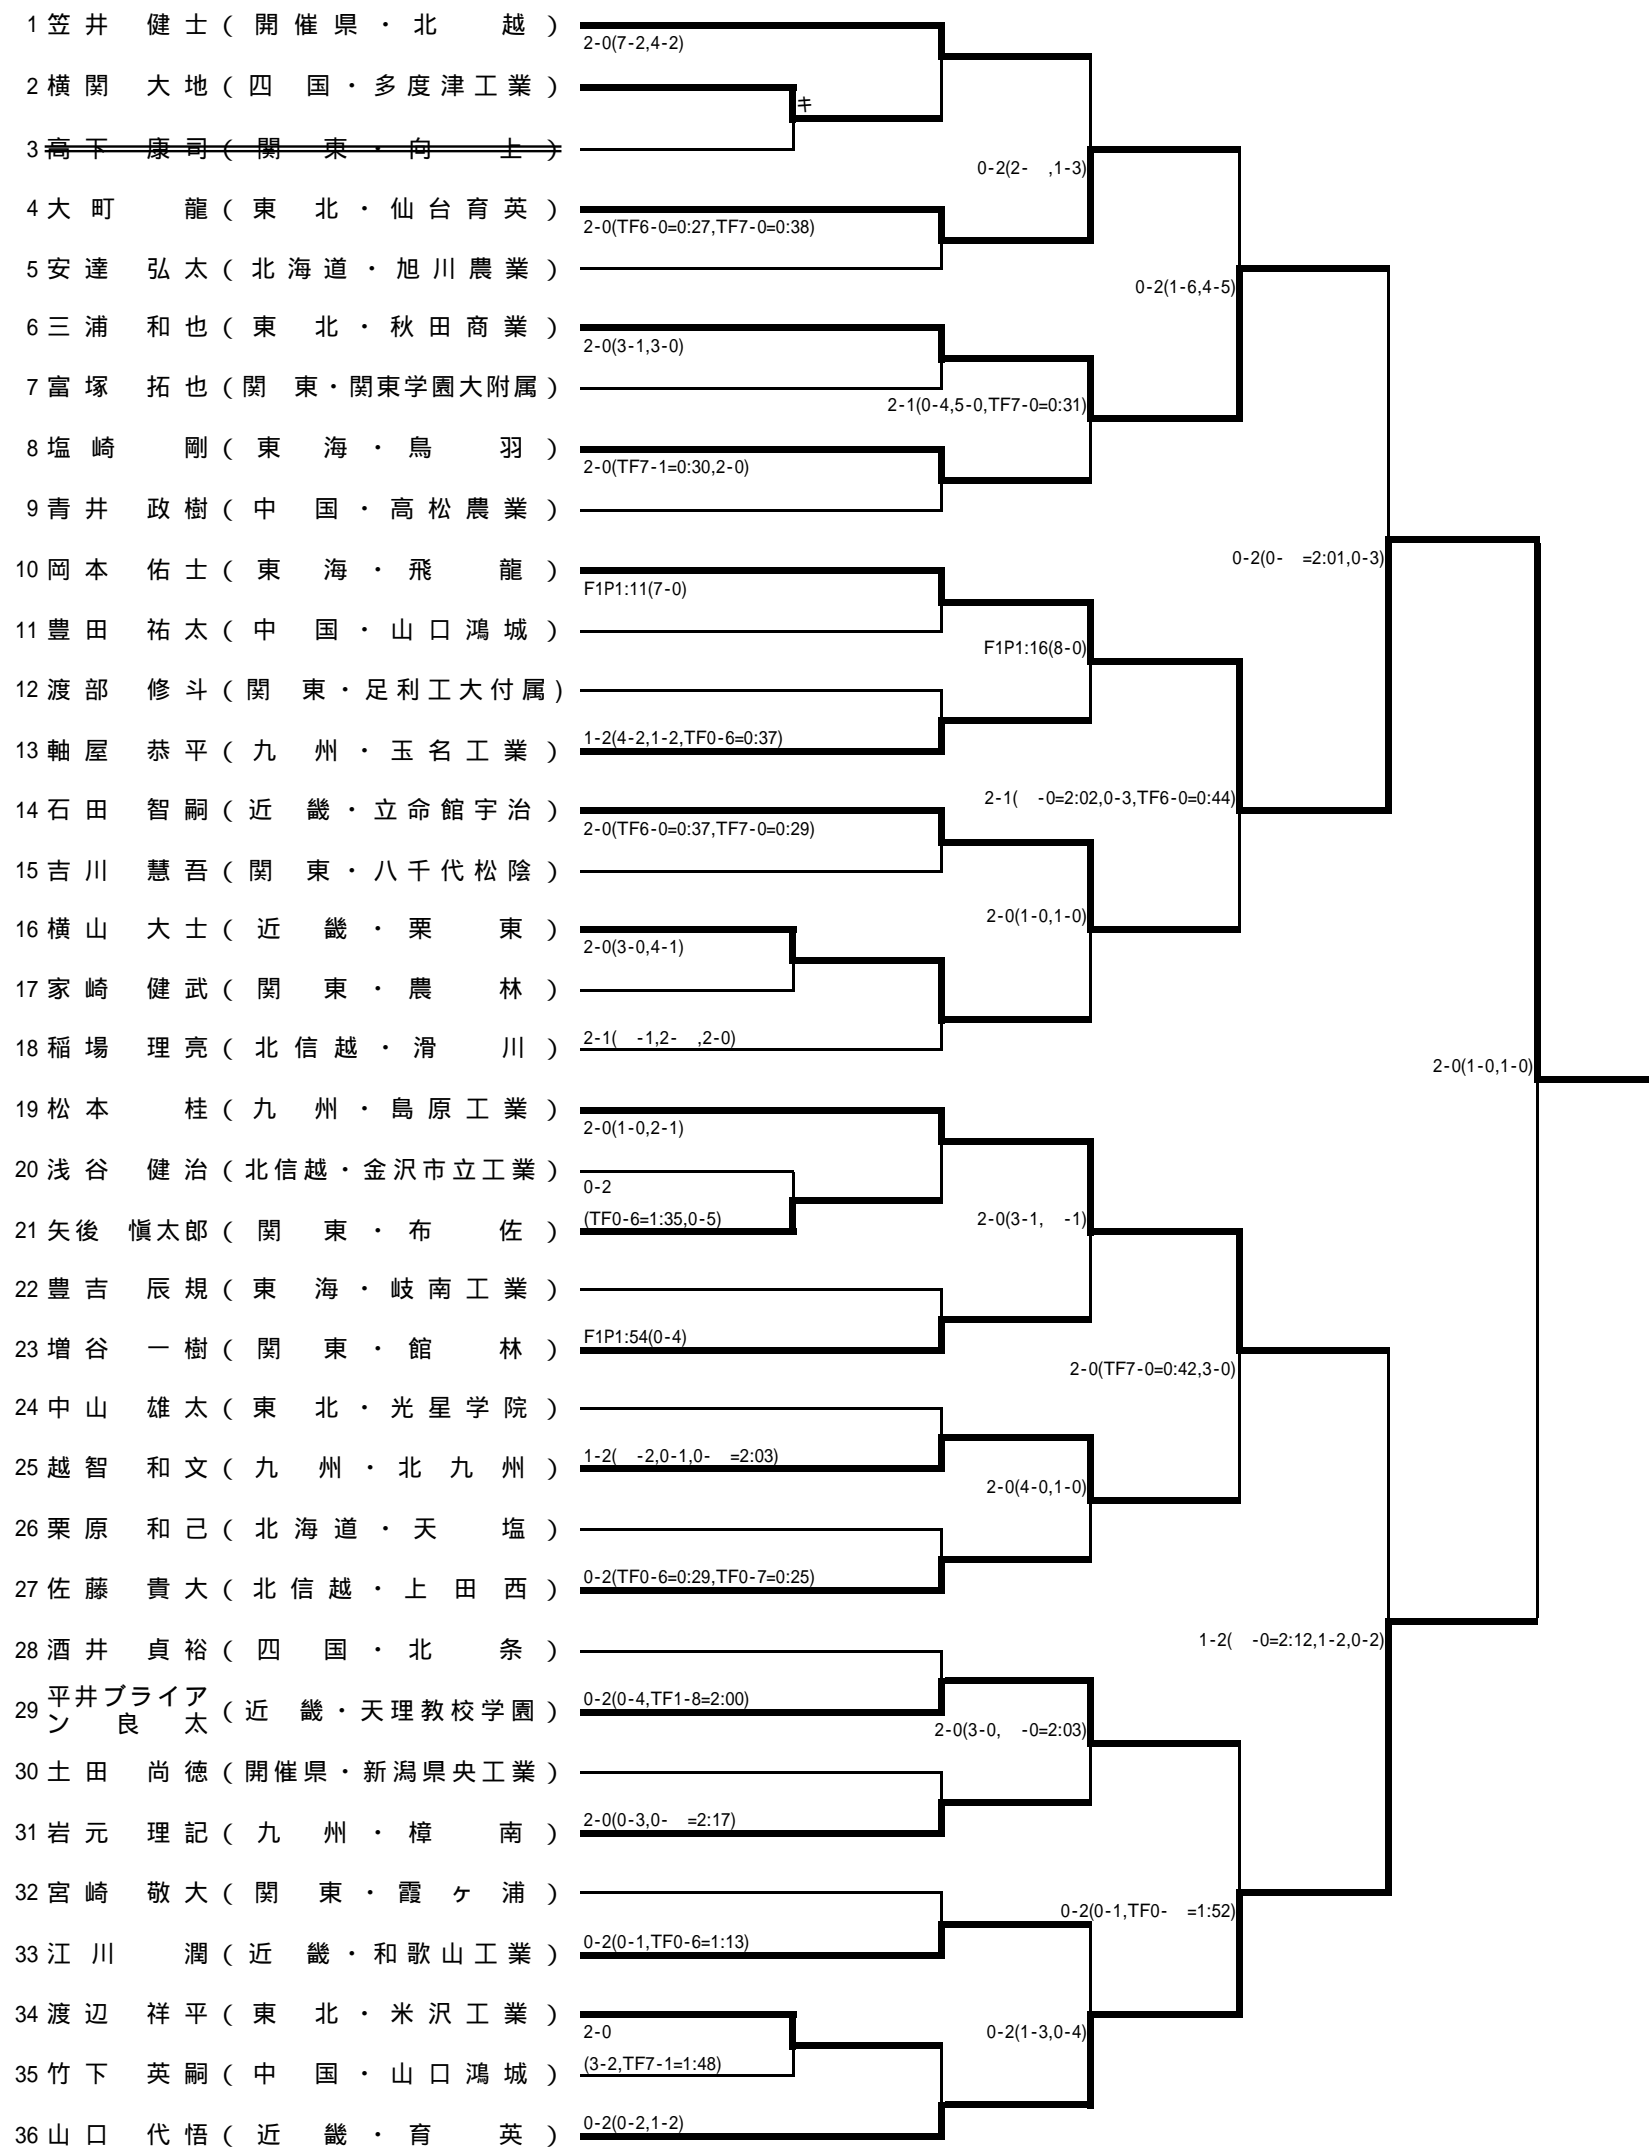 1 笠井 健士 ( 開催県 ・ 北 越 )
2-0(7-2,4-2)
2 横関 大地 ( 四 国 ・ 多度津工業 )
キ
3 高下 康司 ( 関 東 ・ 向 上 )
0-2(2- ,1-3)
4 大町 龍 ( 東 北 ・ 仙台育英 )
2-0(TF6-0=0:27,TF7-0=0:38)
5 安達 弘太 ( 北海道 ・ 旭川農業 )
0-2(1-6,4-5)
6 三浦 和也 ( 東 北 ・ 秋田商業 )
2-0(3-1,3-0)
7 富塚 拓也 ( 関 東 ・ 関東学園大附属 )
2-1(0-4,5-0,TF7-0=0:31)
8 塩崎 剛 ( 東 海 ・ 鳥 羽 )
2-0(TF7-1=0:30,2-0)
9 青井 政樹 ( 中 国 ・ 高松農業 )
0-2(0- =2:01,0-3)
10 岡本 佑士 ( 東 海 ・ 飛 龍 )
F1P1:11(7-0)
11 豊田 祐太 ( 中 国 ・ 山口鴻城 )
F1P1:16(8-0)
12 渡部 修斗 ( 関 東 ・ 足利工大付属 )
1-2(4-2,1-2,TF0-6=0:37)
13 軸屋 恭平 ( 九 州 ・ 玉名工業 )
2-1( -0=2:02,0-3,TF6-0=0:44)
14 石田 智嗣 ( 近 畿 ・ 立命館宇治 )
2-0(TF6-0=0:37,TF7-0=0:29)
15 吉川 慧吾 ( 関 東 ・ 八千代松陰 )
2-0(1-0,1-0)
16 横山 大士 ( 近 畿 ・ 栗 東 )
2-0(3-0,4-1)
17 家崎 健武 ( 関 東 ・ 農 林 )
2-1( -1,2- ,2-0)
18 稲場 理亮 ( 北信越 ・ 滑 川 )
2-0(1-0,1-0)
19 松本 桂 ( 九 州 ・ 島原工業 )
2-0(1-0,2-1)
20 浅谷 健治 ( 北信越 ・ 金沢市立工業 )
0-2
(TF0-6=1:35,0-5)
2-0(3-1, -1)
21 矢後 愼太郎 ( 関 東 ・ 布 佐 )
22 豊吉 辰規 ( 東 海 ・ 岐南工業 )
F1P1:54(0-4)
23 増谷 一樹 ( 関 東 ・ 館 林 )
2-0(TF7-0=0:42,3-0)
24 中山 雄太 ( 東 北 ・ 光星学院 )
1-2( -2,0-1,0- =2:03)
25 越智 和文 ( 九 州 ・ 北九州 )
2-0(4-0,1-0)
26 栗原 和己 ( 北海道 ・ 天 塩 )
0-2(TF0-6=0:29,TF0-7=0:25)
27 佐藤 貴大 ( 北信越 ・ 上田西 )
1-2( -0=2:12,1-2,0-2)
28 酒井 貞裕 ( 四 国 ・ 北 条 )
0-2(0-4,TF1-8=2:00)
29 平井ブライアン 良太 ( 近 畿 ・ 天理教校学園 )
2-0(3-0, -0=2:03)
30 土田 尚徳 ( 開催県 ・ 新潟県央工業 )
2-0(0-3,0- =2:17)
31 岩元 理記 ( 九 州 ・ 樟 南 )
32 宮崎 敬大 ( 関 東 ・ 霞ヶ浦 )
0-2(0-1,TF0- =1:52)
0-2(0-1,TF0-6=1:13)
33 江川 潤 ( 近 畿 ・ 和歌山工業 )
34 渡辺 祥平 ( 東 北 ・ 米沢工業 )
2-0
(3-2,TF7-1=1:48)
0-2(1-3,0-4)
35 竹下 英嗣 ( 中 国 ・ 山口鴻城 )
0-2(0-2,1-2)
36 山口 代悟 ( 近 畿 ・ 育 英 )